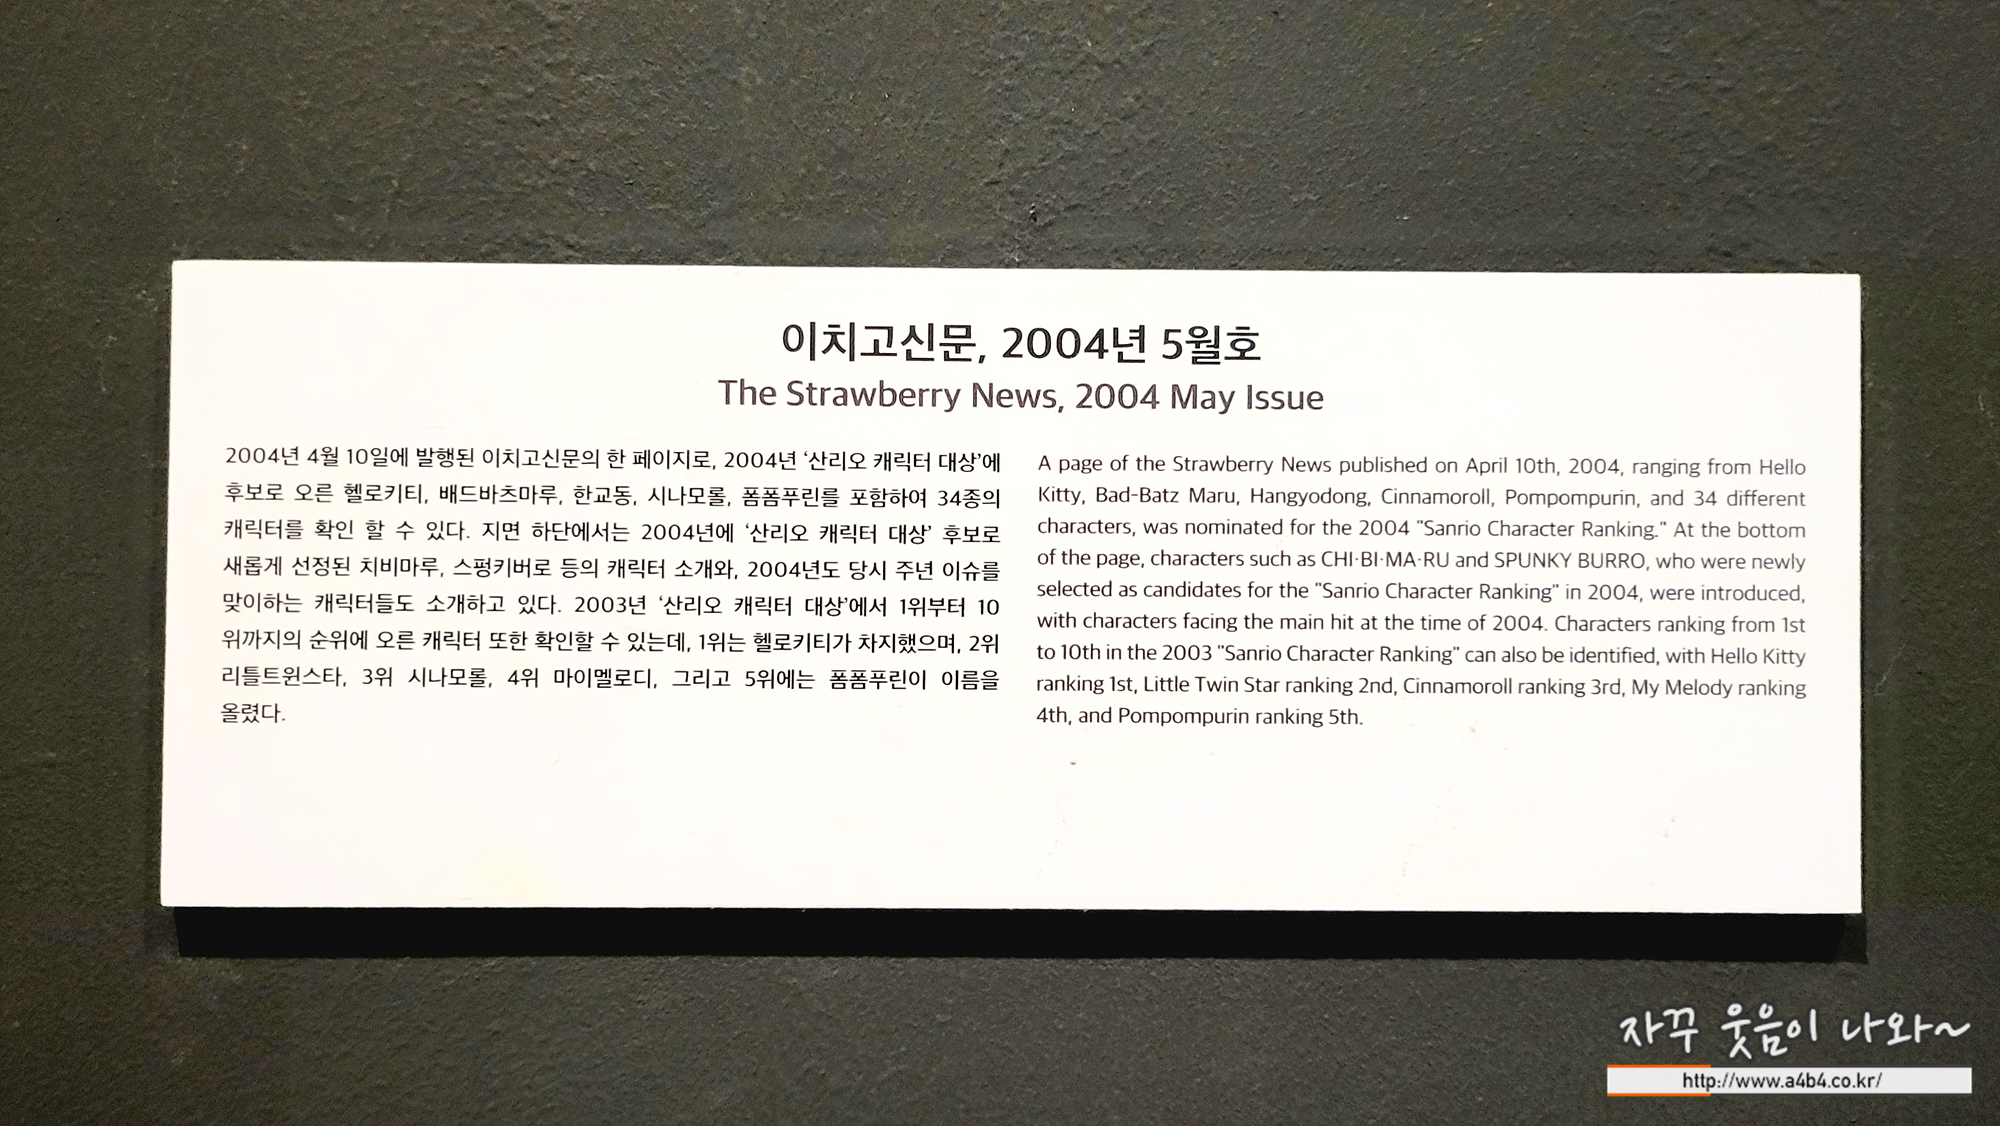 이치고신문, 2004년 5월호
The Strawberry News, 2004 May Issue
2004년 4월 10일에 발행된 이치고신문의 한 페이지로, 2004년 ‘산리오 캐릭터 대상’에
후보로 오른 헬로키티, 배드바츠마루, 한교동, 시나모롤, 폼폼푸린를 포함하여 34종의
캐릭터를 확인 할 수 있다. 지면 하단에서는 2004년에 ‘산리오 캐릭터 대상’ 후보로
새롭게 선정된 치비마루, 스펑키버로 등의 캐릭터 소개와, 2004년도 당시 주년 이슈를
맞이하는 캐릭터들도 소개하고 있다. 2003년 ‘산리오 캐릭터 대상’에서 1위부터 10
위까지의 순위에 오른 캐릭터 또한 확인할 수 있는데, 1위는 헬로키티가 차지했으며, 2위
리틀트윈스타, 3위 시나모롤, 4위 마이멜로디, 그리고 5위에는 폼폼푸린이 이름을
올렸다.
A page of the Strawberry News published on April 10th, 2004, ranging from Hello
Kitty, Bad-Batz Maru, Hangyodong, Cinnamoroll, Pompompurin, and 34 different
characters, was nominated for the 2004 "Sanrio Character Ranking." At the bottom
of the page, characters such as CHI·BI·MA·RU and SPUNKY BURRO, who were newly
selected as candidates for the "Sanrio Character Ranking" in 2004, were introduced,
with characters facing the main hit at the time of 2004. Characters ranking from 1st
to 10th in the 2003 "Sanrio Character Ranking" can also be identified, with Hello Kitty
ranking 1st, Little Twin Star ranking 2nd, Cinnamoroll ranking 3rd, My Melody ranking
4th, and Pompompurin ranking 5th.
자꾸 웃음이 나와~
http://www.a4b4.co.kr/